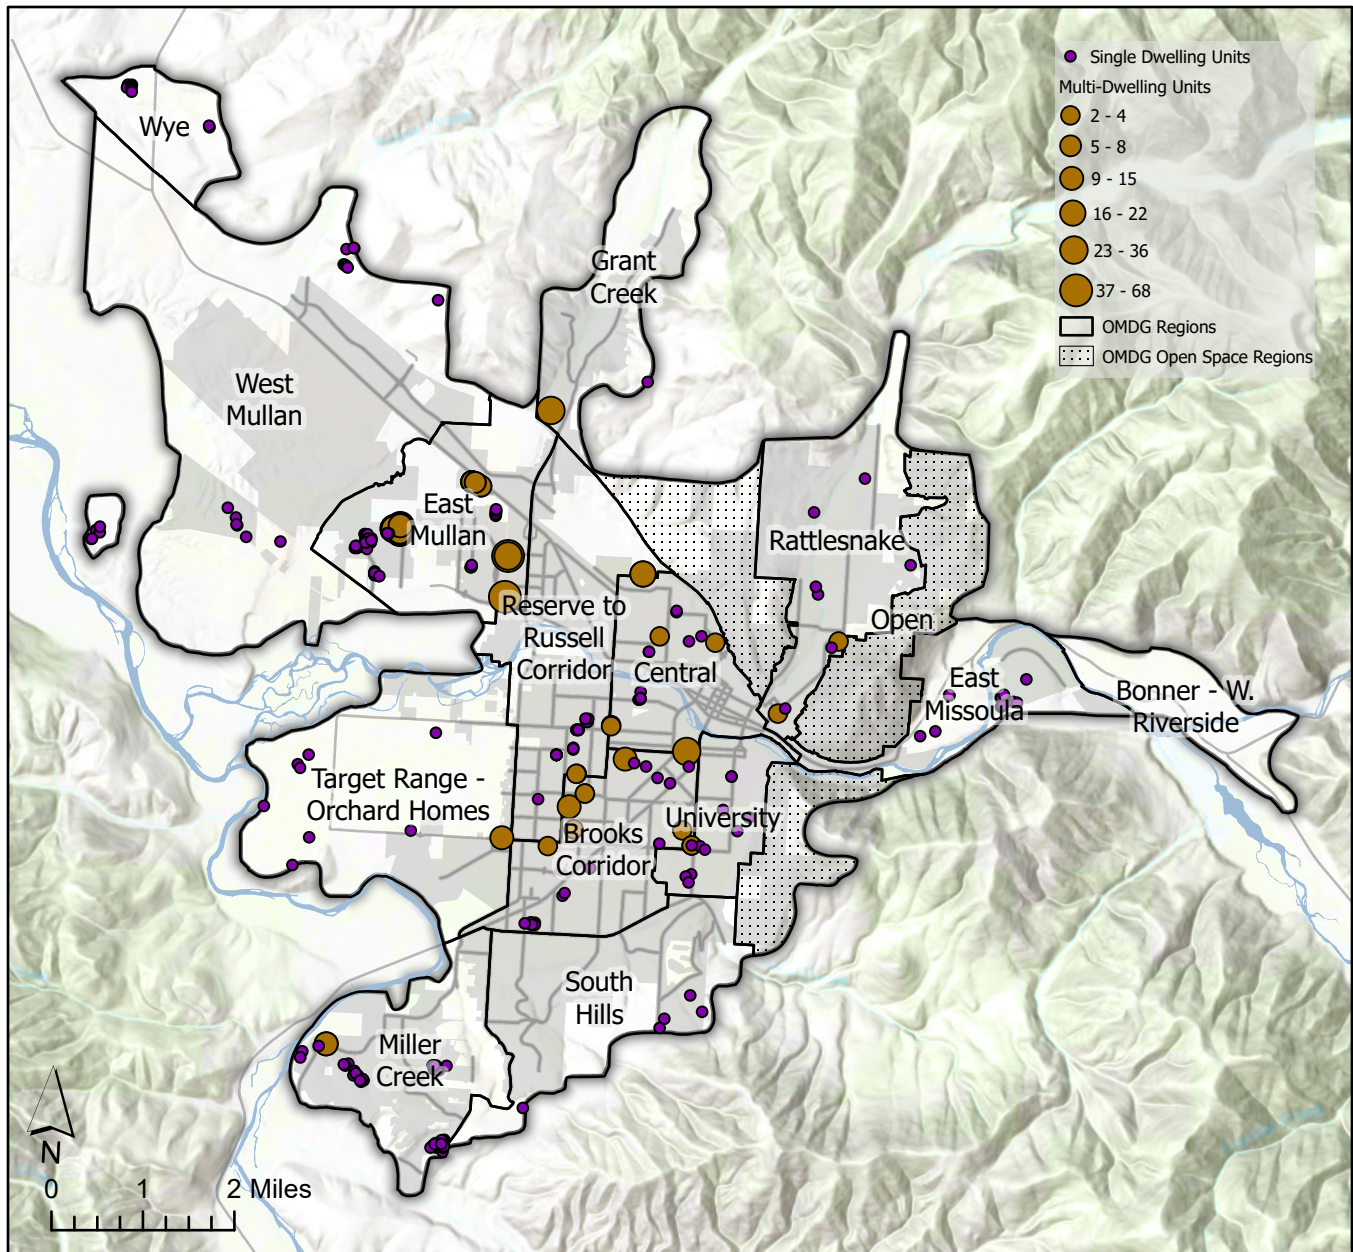 Single Dwelling Units
Multi-Dwelling Units
2 - 4
5 - 8
9 - 15
16 - 22
23 - 36
37 - 68
OMDG Regions
OMDG Open Space Regions
Wye
Grant
Creek
West
Mullan
East
Mullan
Rattlesnake
Open
Reserve to
Russell
Corridor
Central
East
Missoula
Bonner - W.
Riverside
Target Range -
Orchard Homes
University
Brooks
Corridor
South
Hills
Miller
Creek
N
0 1 2 Miles